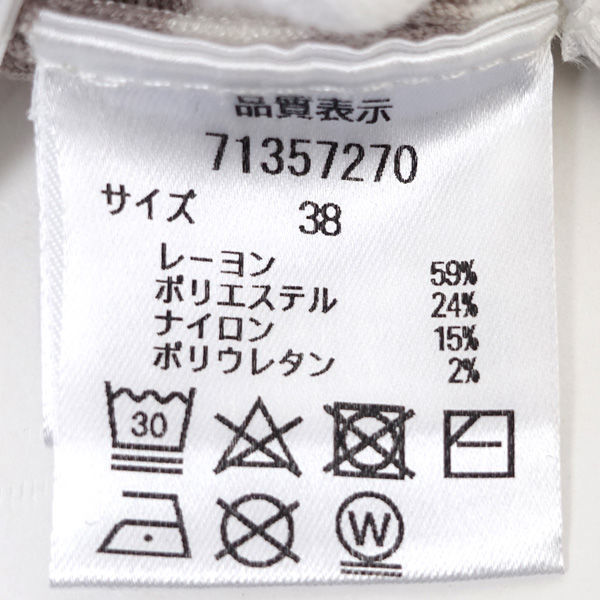 品質表示
71357270
サイズ 38
レーヨン 59%
ポリエステル 24%
ナイロン 15%
ポリウレタン 2%
30
W